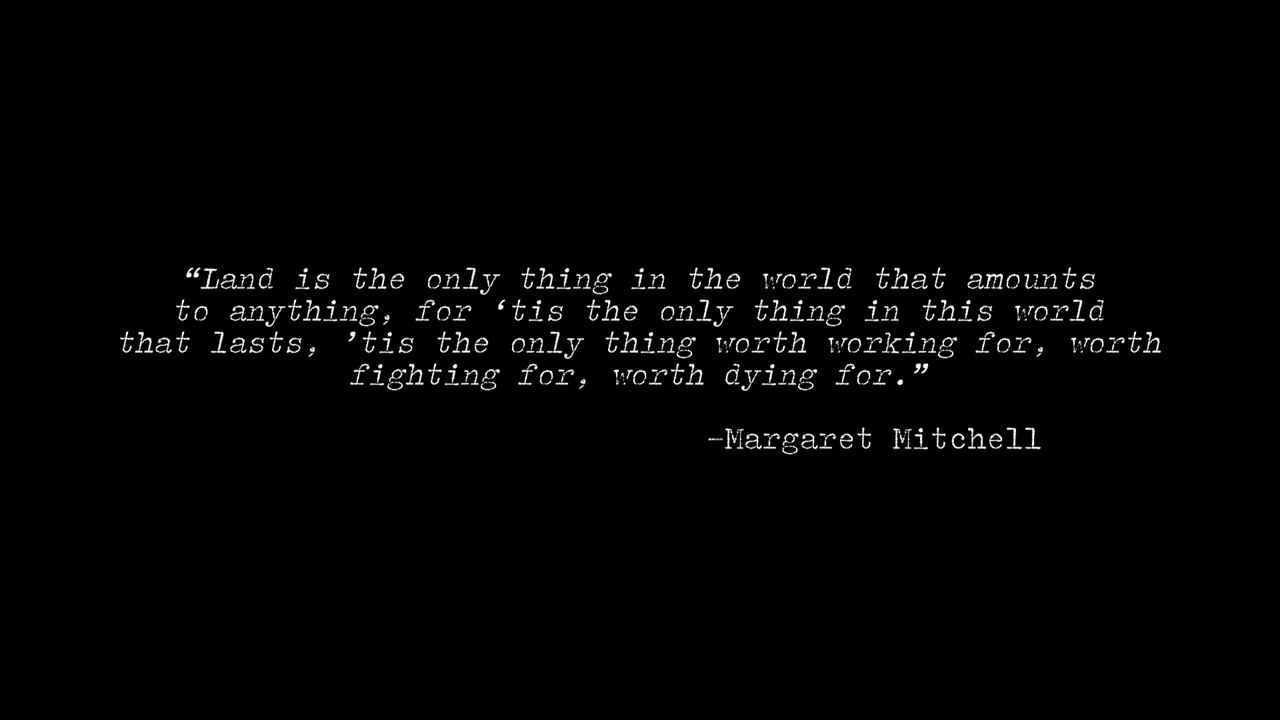 “Land is the only thing in the world that amounts
to anything, for ‘tis the only thing in this world
that lasts, ’tis the only thing worth working for, worth
fighting for, worth dying for.”
–Margaret Mitchell